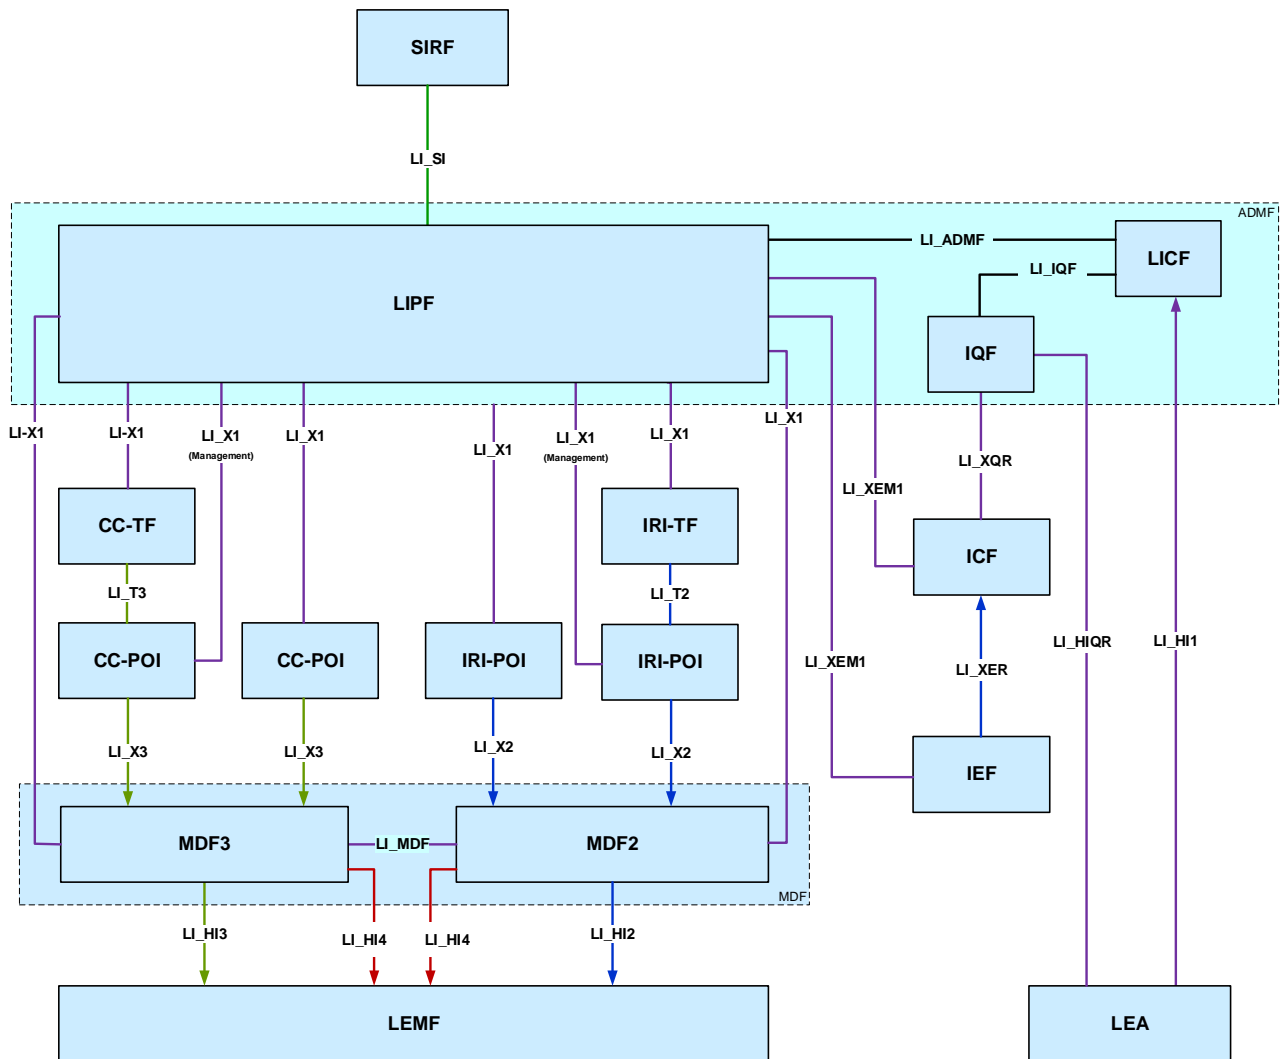 SIRF
LI_SI
ADMF
LI_ADMF
LICF
LI_IQF
LIPF
IQF
LI-X1
LI-X1
LI_X1
(Management)
LI_X1
LI_X1
LI_X1
(Management)
LI_X1
LI_X1
LI_XQR
LI_XEM1
CC-TF
IRI-TF
ICF
LI_T3
LI_T2
LI_HIQR
LI_HI1
CC-POI
CC-POI
IRI-POI
IRI-POI
LI_XEM1
LI_XER
LI_X3
LI_X3
LI_X2
LI_X2
IEF
MDF3
LI_MDF
MDF2
MDF
LI_HI3
LI_HI4
LI_HI4
LI_HI2
LEMF
LEA